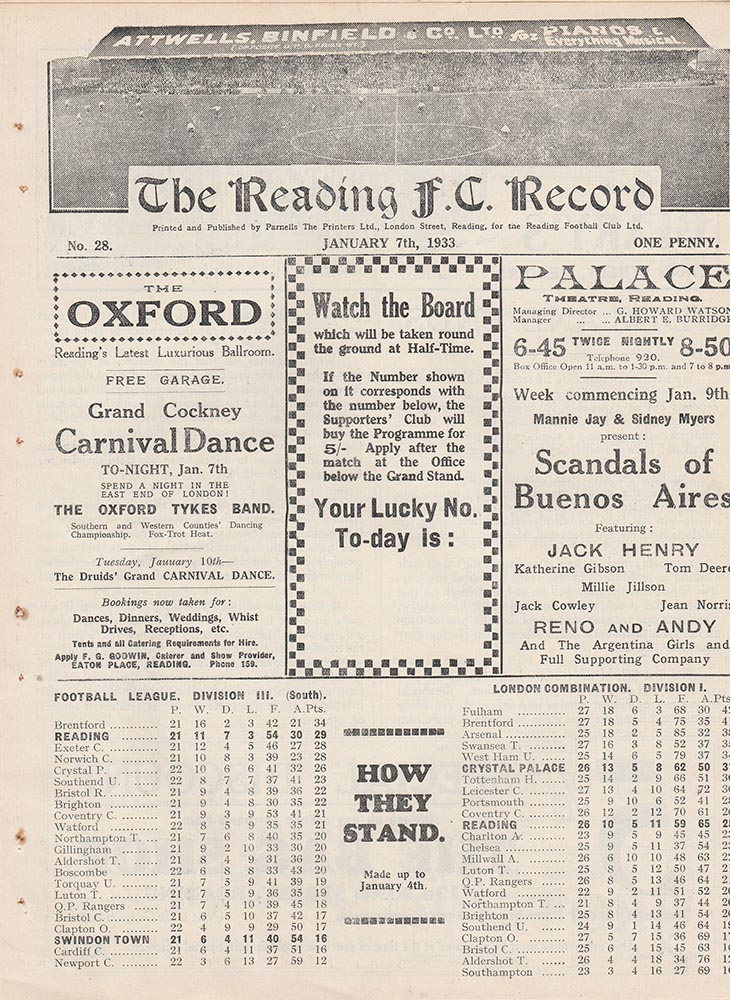 ATTWELLS, BINFIELD & CO. LTD for PIANOS &
Everything Musical
The Reading F.C. Record
Printed and Published by Parnells The Printers Ltd., London Street, Reading, for the Reading Football Club Ltd.
No. 28. JANUARY 7th, 1933 ONE PENNY.
THE
OXFORD
Reading's Latest Luxurious Ballroom.
FREE GARAGE.
Grand Cockney
Carnival Dance
TO-NIGHT, Jan. 7th
SPEND A NIGHT IN THE
EAST END OF LONDON!
THE OXFORD TYKES BAND.
Southern and Western Counties' Dancing
Championship. Fox-Trot Heat.
Tuesday, Jauuary 10th—
The Druids' Grand CARNIVAL DANCE.
Bookings now taken for:
Dances, Dinners, Weddings, Whist
Drives, Receptions, etc.
Tents and all Catering Requirements for Hire.
Apply F. G. GODWIN, Caterer and Show Provider,
EATON PLACE, READING. Phone 159.
Watch the Board
which will be taken round
the ground at Half-Time.
If the Number shown
on it corresponds with
the number below, the
Supporters' Club will
buy the Programme for
5/- Apply after the
match at the Office
below the Grand Stand.
Your Lucky No.
To-day is:
PALACE
THEATRE, READING.
Managing Director ... G. HOWARD WATSON
Manager ... ... ALBERT E. BURRIDGE
6-45 TWICE NIGHTLY 8-50
Telephone 920.
Box Office Open 11 a.m. to 1-30 p.m. and 7 to 8 p.m
Week commencing Jan. 9th
Mannie Jay & Sidney Myers
present:
Scandals of
Buenos Aires
Featuring:
JACK HENRY
Katherine Gibson Tom Deere
Millie Jillson
Jack Cowley Jean Norris
RENO AND ANDY
And The Argentina Girls and
Full Supporting Company
FOOTBALL LEAGUE. DIVISION III. (South).
P. W. D. L. F. A. Pts.
Brentford ............ 21 16 2 3 42 21 34
READING ............ 21 11 7 3 54 30 29
Exeter C. ............ 21 12 4 5 46 27 28
Norwich C. .......... 21 10 8 3 39 23 28
Crystal P. ............ 22 10 6 6 41 32 26
Southend U. ........ 22 8 7 7 37 41 23
Bristol R. ............ 21 9 4 8 39 36 22
Brighton ............ 21 9 4 8 30 35 22
Coventry C. ........ 21 9 3 9 53 41 21
Watford ............ 22 8 5 9 35 35 21
Northampton T. ... 21 7 6 8 40 35 20
Gillingham .......... 21 9 2 10 33 30 20
Aldershot T. ........ 21 8 4 9 31 36 20
Boscombe .......... 22 6 8 8 33 43 20
Torquay U. ........ 21 7 5 9 41 39 19
Luton T. ............ 21 7 5 9 36 35 19
Q.P. Rangers ...... 21 7 4 10 39 45 18
Bristol C. ............ 21 6 5 10 37 42 17
Clapton O. .......... 22 4 9 9 29 50 17
SWINDON TOWN 21 6 4 11 40 54 16
Cardiff C. ............ 21 6 4 11 37 51 16
Newport C. ........ 22 3 6 13 27 59 12
HOW
THEY
STAND.
Made up to
January 4th.
LONDON COMBINATION. DIVISION I.
P. W. D. L. F. A. Pts
Fulham ............ 27 18 6 3 68 30
Brentford .......... 27 18 5 4 75 35
Arsenal ............ 25 18 2 5 85 32
Swansea T. ........ 27 16 3 8 52 37
West Ham U. ...... 25 14 6 5 79 37
CRYSTAL PALACE 26 13 5 8 62 50
Tottenham H. ...... 25 14 2 9 66 51
Leicester C. ........ 27 13 4 10 64 72
Portsmouth ........ 25 9 10 6 52 41
Coventry C. ........ 26 12 2 12 70 61
READING .......... 26 10 5 11 59 65
Charlton A. ........ 23 9 5 9 45 45
Chelsea ............ 25 9 5 11 37 54
Millwall A. ........ 26 6 10 10 48 63
Luton T. ............ 25 8 5 12 50 47
Q.P. Rangers ...... 26 8 5 13 46 64
Watford ............ 22 9 2 11 51 52
Northampton T. ... 21 8 4 9 37 44
Brighton ............ 25 8 4 13 41 54
Southend U. ........ 24 9 1 14 46 64
Clapton O. .......... 27 5 7 15 36 69
Bristol C. ............ 25 6 4 15 45 63
Aldershot T. ........ 26 4 4 18 34 76
Southampton ...... 23 3 4 16 27 69